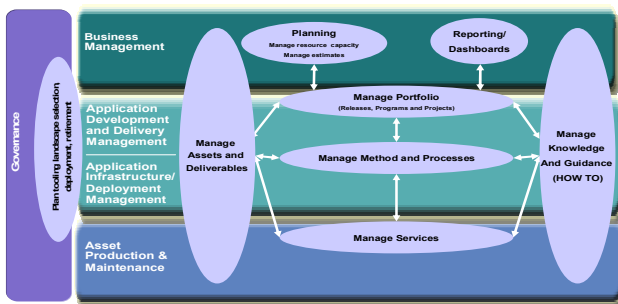 Governance
Plan tooling landscape selection
deployment, retirement
Business
Management
Planning
Manage resource capacity
Manage estimates
Reporting/
Dashboards
Application
Development
and Delivery
Management
Application
Infrastructure/
Deployment
Management
Asset
Production &
Maintenance
Manage
Assets and
Deliverables
Manage Portfolio
(Releases, Programs and Projects)
Manage Method and Processes
Manage Services
Manage
Knowledge
And Guidance
(HOW TO)